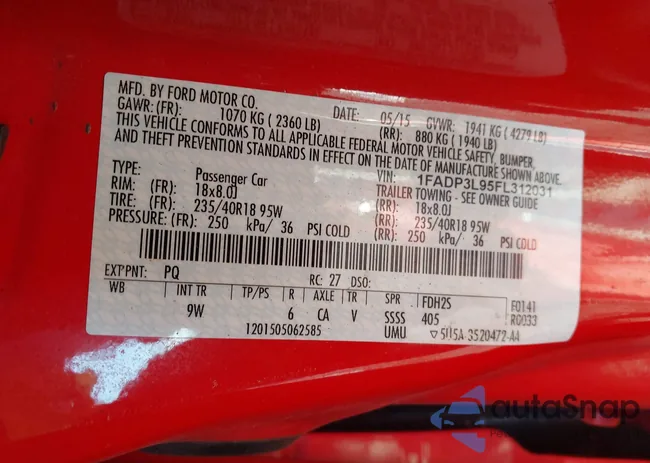 MFD. BY FORD MOTOR CO. DATE: 05/15 GVWR: 1941 KG ( 4279 LB)
GAWR: (FR): 1070 KG ( 2360 LB) (RR): 880 KG ( 1940 LB)
THIS VEHICLE CONFORMS TO ALL APPLICABLE FEDERAL MOTOR VEHICLE SAFETY, BUMPER,
AND THEFT PREVENTION STANDARDS IN EFFECT ON THE DATE OF MANUFACTURE SHOWN ABOVE.
VIN: 1FADP3L95FL312031
TYPE: Passenger Car TRAILER TOWING - SEE OWNER GUIDE
RIM: (FR): 18x8.0J (RR): 18x8.0J
TIRE: (FR): 235/40R18 95W (RR): 235/40R18 95W
PRESSURE: (FR): 250 kPa/ 36 PSI COLD (RR): 250 kPa/ 36 PSI COLD
EXT PNT: PQ RC: 27 DSO:
WB INT TR TP/PS R AXLE TR SPR FDH2S F0141
9W 6 CA V SSSS 405 RG033
1201505062585 UMU 5U5A-3520472-AA
autoSnap